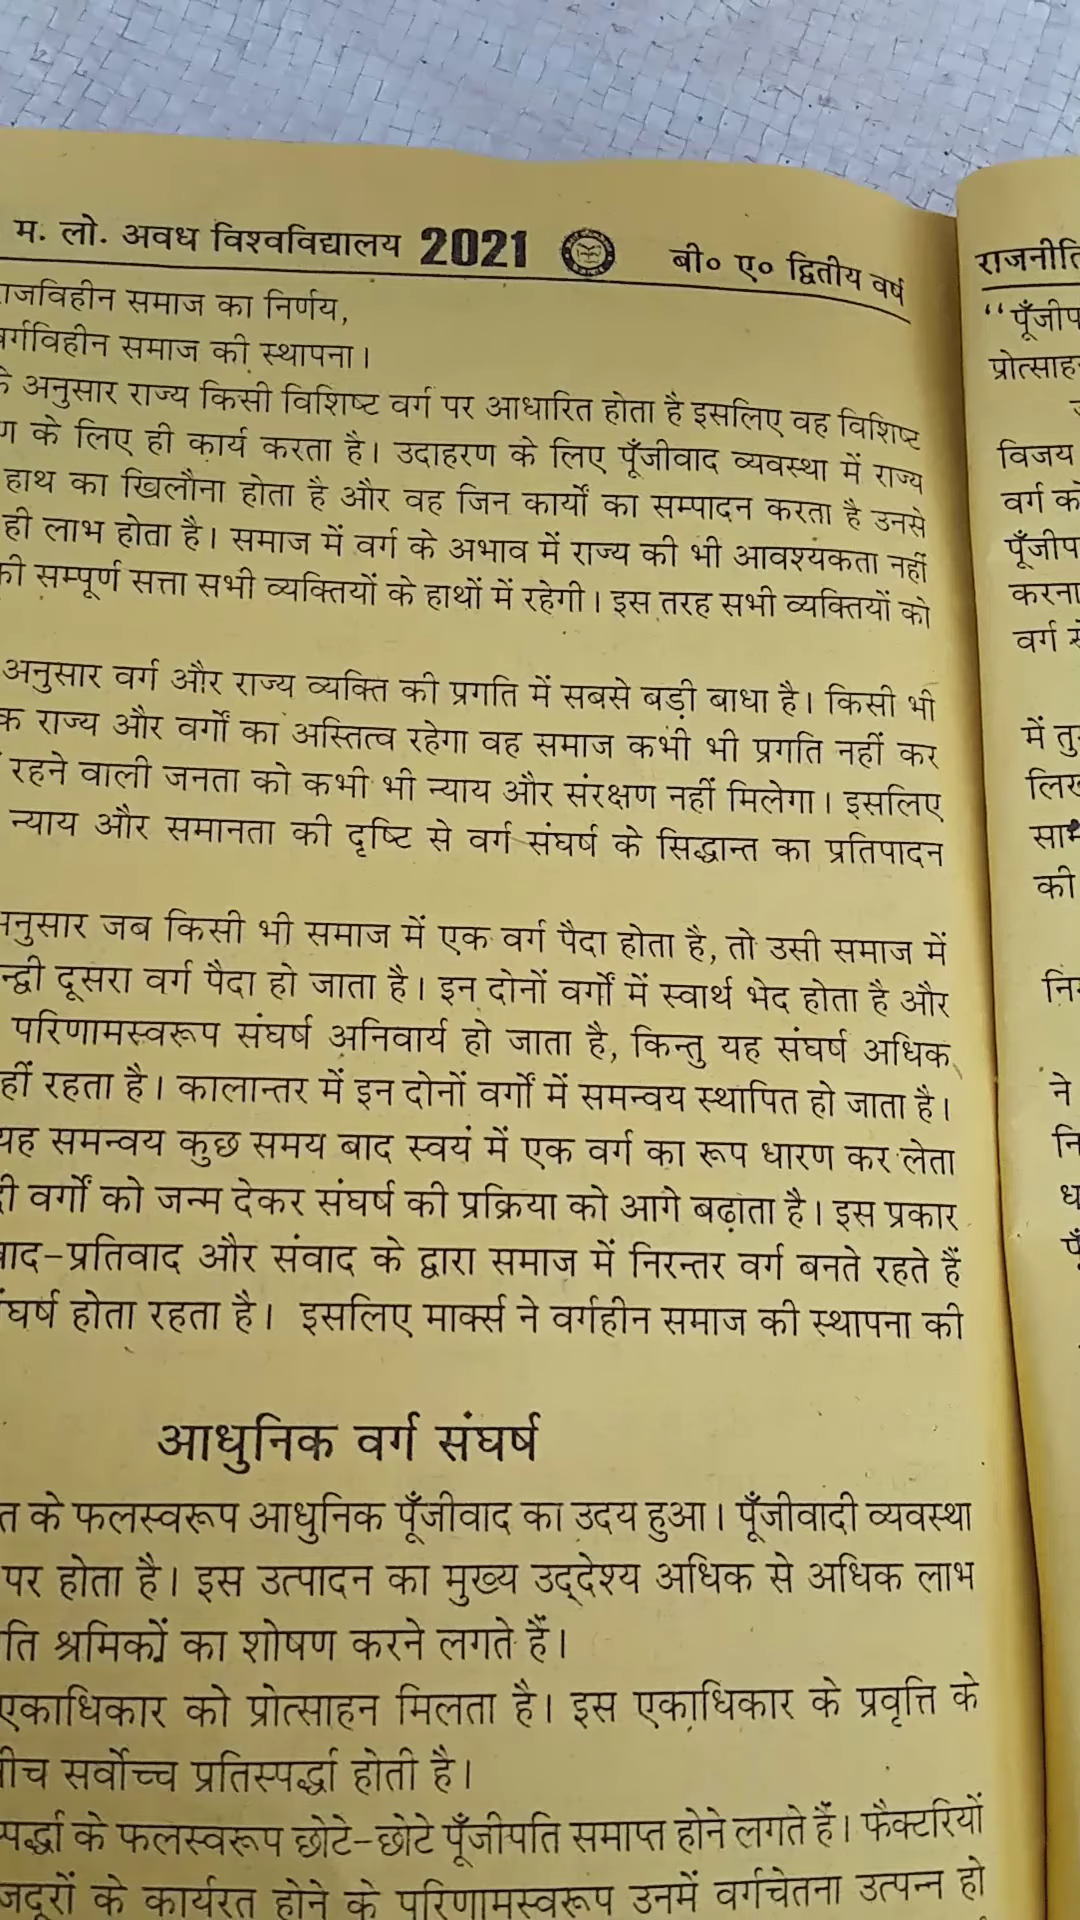 म. लो. अवध विश्वविद्यालय 2021 बी० ए० द्वितीय वर्ष
समाज का निर्णय,
समाज की स्थापना।
अनुसार राज्य किसी विशिष्ट वर्ग पर आधारित होता है इसलिए वह विशिष्ट
के लिए ही कार्य करता है। उदाहरण के लिए पूँजीवाद व्यवस्था में राज्य
हाथ का खिलौना होता है और वह जिन कार्यों का सम्पादन करता है उनसे
ही लाभ होता है। समाज में वर्ग के अभाव में राज्य की भी आवश्यकता नहीं
सम्पूर्ण सत्ता सभी व्यक्तियों के हाथों में रहेगी। इस तरह सभी व्यक्तियों को
अनुसार वर्ग और राज्य व्यक्ति की प्रगति में सबसे बड़ी बाधा है। किसी भी
राज्य और वर्गों का अस्तित्व रहेगा वह समाज कभी भी प्रगति नहीं कर
रहने वाली जनता को कभी भी न्याय और संरक्षण नहीं मिलेगा। इसलिए
न्याय और समानता की दृष्टि से वर्ग संघर्ष के सिद्धान्त का प्रतिपादन
जब किसी भी समाज में एक वर्ग पैदा होता है, तो उसी समाज में
दूसरा वर्ग पैदा हो जाता है। इन दोनों वर्गों में स्वार्थ भेद होता है और
परिणामस्वरूप संघर्ष अनिवार्य हो जाता है, किन्तु यह संघर्ष अधिक
रहता है। कालान्तर में इन दोनों वर्गों में समन्वय स्थापित हो जाता है।
यह समन्वय कुछ समय बाद स्वयं में एक वर्ग का रूप धारण कर लेता
वर्गों को जन्म देकर संघर्ष की प्रक्रिया को आगे बढ़ाता है। इस प्रकार
वाद-प्रतिवाद और संवाद के द्वारा समाज में निरन्तर वर्ग बनते रहते हैं
होता रहता है। इसलिए मार्क्स ने वर्गहीन समाज की स्थापना की
आधुनिक वर्ग संघर्ष
के फलस्वरूप आधुनिक पूँजीवाद का उदय हुआ। पूँजीवादी व्यवस्था
पर होता है। इस उत्पादन का मुख्य उद्देश्य अधिक से अधिक लाभ
श्रमिकों का शोषण करने लगते हैं।
एकाधिकार को प्रोत्साहन मिलता है। इस एकाधिकार के प्रवृत्ति के
सर्वोच्च प्रतिस्पर्द्धा होती है।
के फलस्वरूप छोटे-छोटे पूँजीपति समाप्त होने लगते हैं। फैक्टरियों
के कार्यरत होने के परिणामस्वरूप उनमें वर्गचेतना उत्पन्न हो
विजय
वर्ग
करना
वर्ग
में
की
ने